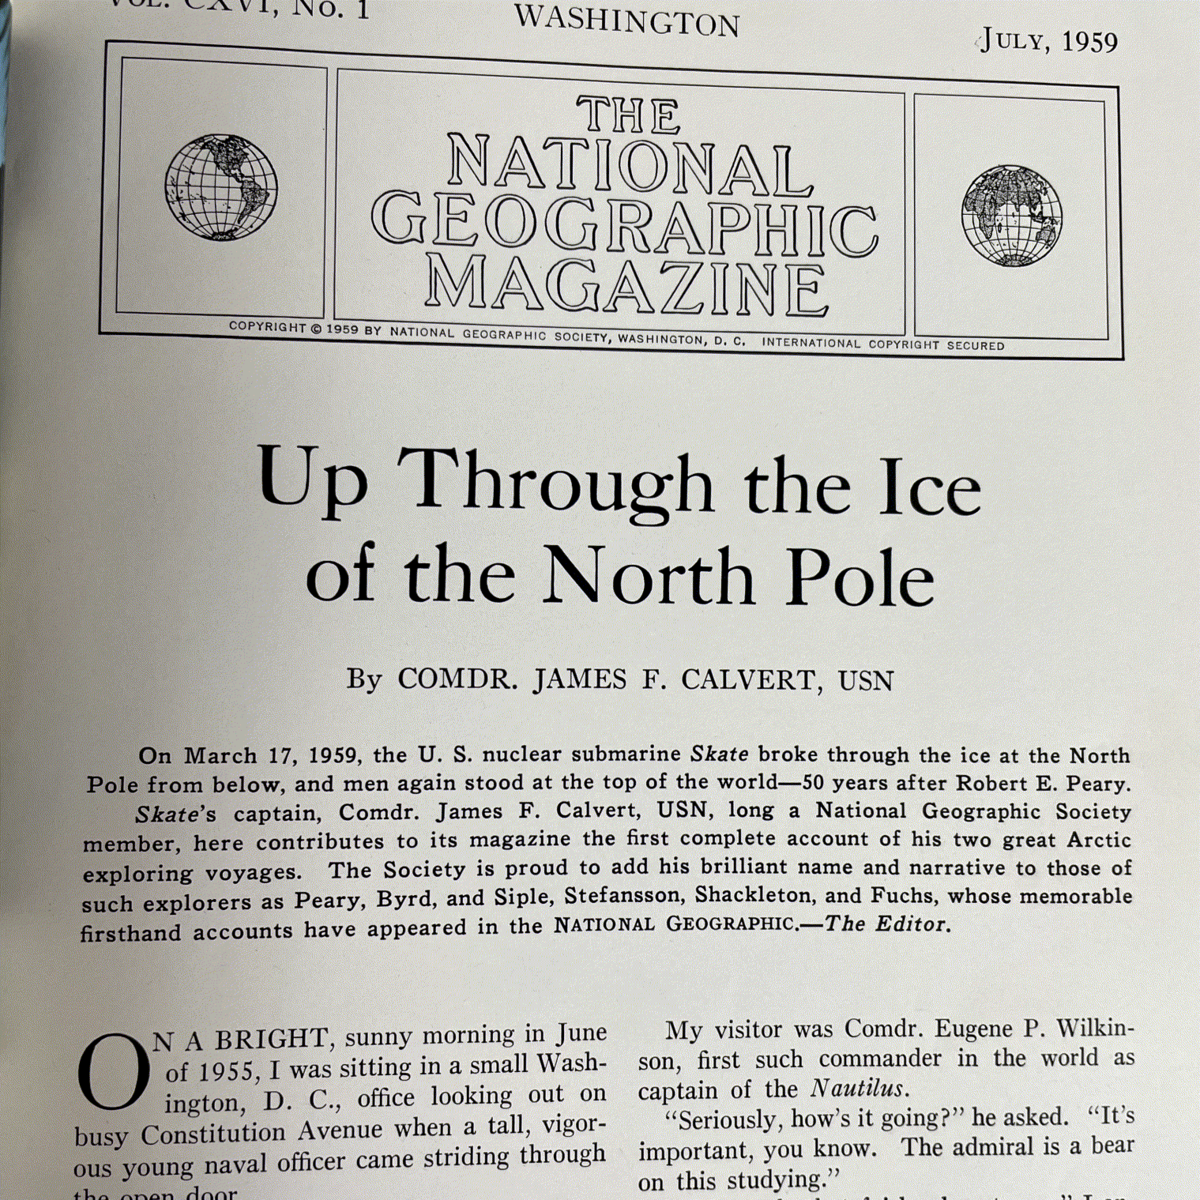 VOL. CXVI, No. 1
WASHINGTON
JULY, 1959
THE
NATIONAL
GEOGRAPHIC
MAGAZINE
COPYRIGHT © 1959 BY NATIONAL GEOGRAPHIC SOCIETY, WASHINGTON, D. C. INTERNATIONAL COPYRIGHT SECURED
Up Through the Ice
of the North Pole
By COMDR. JAMES F. CALVERT, USN
On March 17, 1959, the U. S. nuclear submarine Skate broke through the ice at the North
Pole from below, and men again stood at the top of the world—50 years after Robert E. Peary.
Skate's captain, Comdr. James F. Calvert, USN, long a National Geographic Society
member, here contributes to its magazine the first complete account of his two great Arctic
exploring voyages. The Society is proud to add his brilliant name and narrative to those of
such explorers as Peary, Byrd, and Siple, Stefansson, Shackleton, and Fuchs, whose memorable
firsthand accounts have appeared in the NATIONAL GEOGRAPHIC.—The Editor.
ON A BRIGHT, sunny morning in June
of 1955, I was sitting in a small Wash-
ington, D. C., office looking out on
busy Constitution Avenue when a tall, vigor-
ous young naval officer came striding through
the open door
My visitor was Comdr. Eugene P. Wilkin-
son, first such commander in the world as
captain of the Nautilus.
"Seriously, how's it going?" he asked. "It's
important, you know. The admiral is a bear
on this studying."